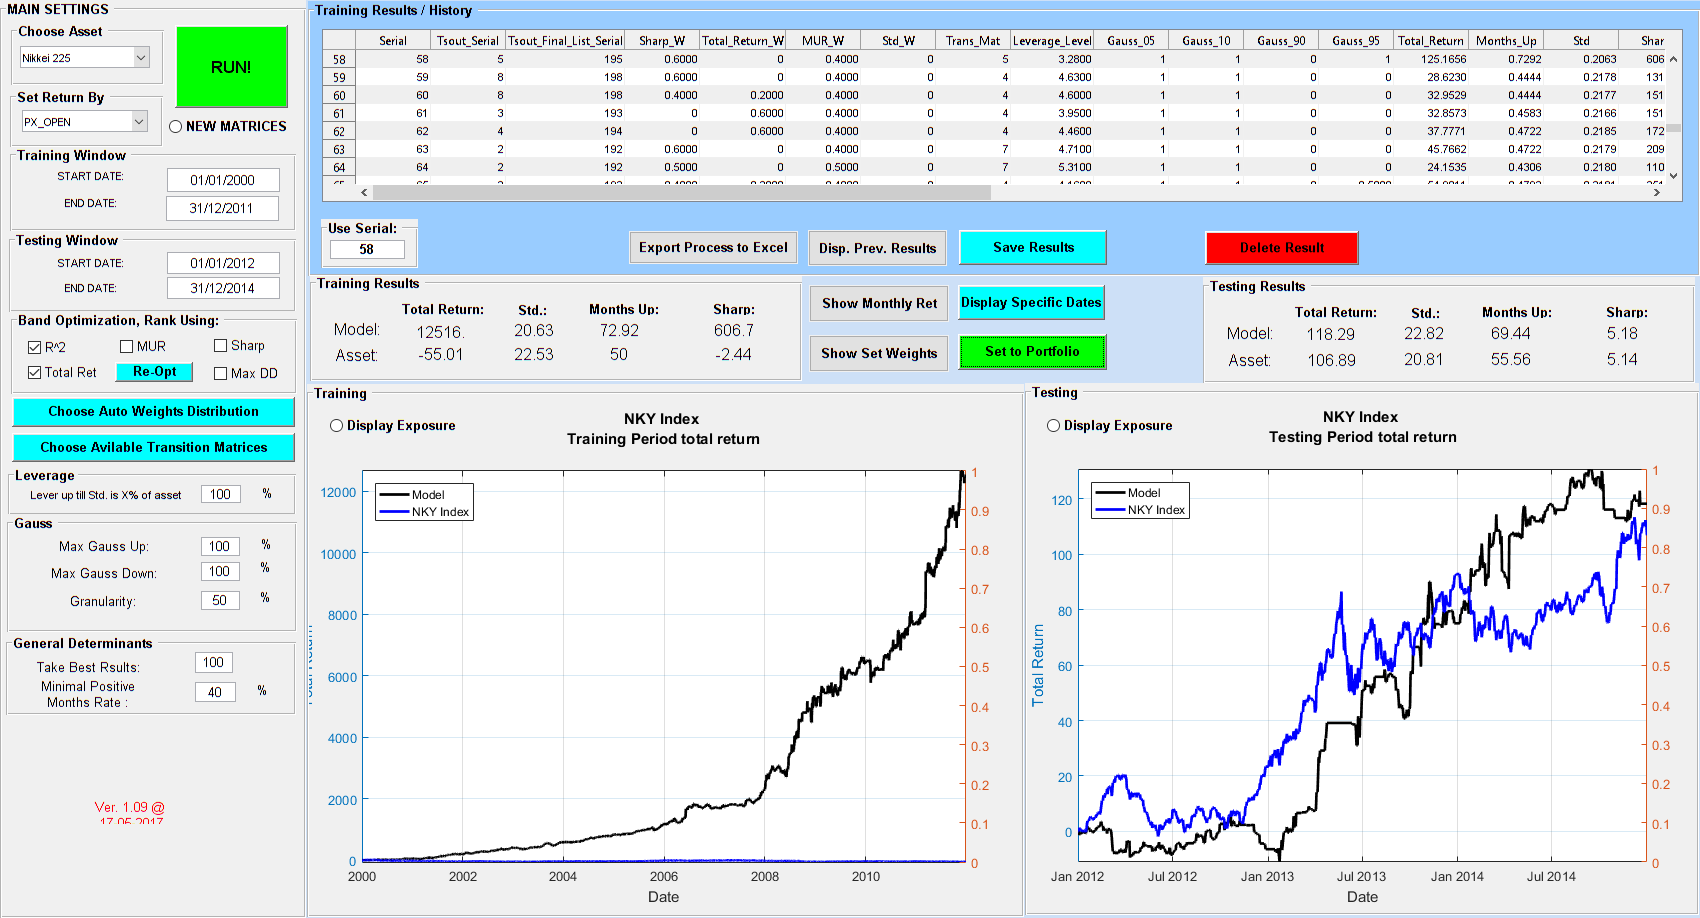 MAIN SETTINGS
Choose Asset
Nikkei 225
RUN!
Set Return By
PX_OPEN
NEW MATRICES
Training Window
START DATE: 01/01/2000
END DATE: 31/12/2011
Testing Window
START DATE: 01/01/2012
END DATE: 31/12/2014
Band Optimization, Rank Using:
R^2 MUR Sharp
Total Ret Re-Opt Max DD
Choose Auto Weights Distribution
Choose Avilable Transition Matrices
Leverage
Lever up till Std. is X% of asset 100 %
Gauss
Max Gauss Up: 100 %
Max Gauss Down: 100 %
Granularity: 50 %
General Determinants
Take Best Rsults: 100
Minimal Positive
Months Rate : 40 %
Ver. 1.09 @
17.05.2017
Training Results / History
Serial Tsout_Serial Tsout_Final_List_Serial Sharp_W Total_Return_W MUR_W Std_W Trans_Mat Leverage_Level Gauss_05 Gauss_10 Gauss_90 Gauss_95 Total_Return Months_Up Std Shar
58 58 5 195 0.6000 0 0.4000 0 5 3.2800 1 1 0 1 125.1656 0.7292 0.2063 606
59 59 8 198 0.6000 0 0.4000 0 4 4.6300 1 1 0 0 28.6230 0.4444 0.2178 131
60 60 8 198 0.4000 0.2000 0.4000 0 4 4.6000 1 1 0 0 32.9529 0.4444 0.2177 151
61 61 3 193 0 0.6000 0.4000 0 4 3.9500 1 1 0 0 32.8573 0.4583 0.2166 151
62 62 4 194 0 0.6000 0.4000 0 4 4.4600 1 1 0 0 37.7771 0.4722 0.2185 172
63 63 2 192 0.6000 0 0.4000 0 7 4.7100 1 1 0 0 45.7662 0.4722 0.2179 209
64 64 2 192 0.5000 0 0.5000 0 7 5.3100 1 1 0 0 24.1535 0.4306 0.2180 110
Use Serial:
58
Export Process to Excel
Disp. Prev. Results
Save Results
Delete Result
Training Results
Total Return: Std.: Months Up: Sharp:
Model: 12516. 20.63 72.92 606.7
Asset: -55.01 22.53 50 -2.44
Show Monthly Ret
Display Specific Dates
Show Set Weights
Set to Portfolio
Testing Results
Total Return: Std.: Months Up: Sharp:
Model: 118.29 22.82 69.44 5.18
Asset: 106.89 20.81 55.56 5.14
Training
Display Exposure
NKY Index
Training Period total return
Model
NKY Index
12000
10000
8000
6000
4000
2000
0
1
0.9
0.8
0.7
0.6
0.5
0.4
0.3
0.2
0.1
0
2000 2002 2004 2006 2008 2010
Date
Testing
Display Exposure
NKY Index
Testing Period total return
Model
NKY Index
Total Return
120
100
80
60
40
20
0
1
0.9
0.8
0.7
0.6
0.5
0.4
0.3
0.2
0.1
0
Jan 2012 Jul 2012 Jan 2013 Jul 2013 Jan 2014 Jul 2014
Date